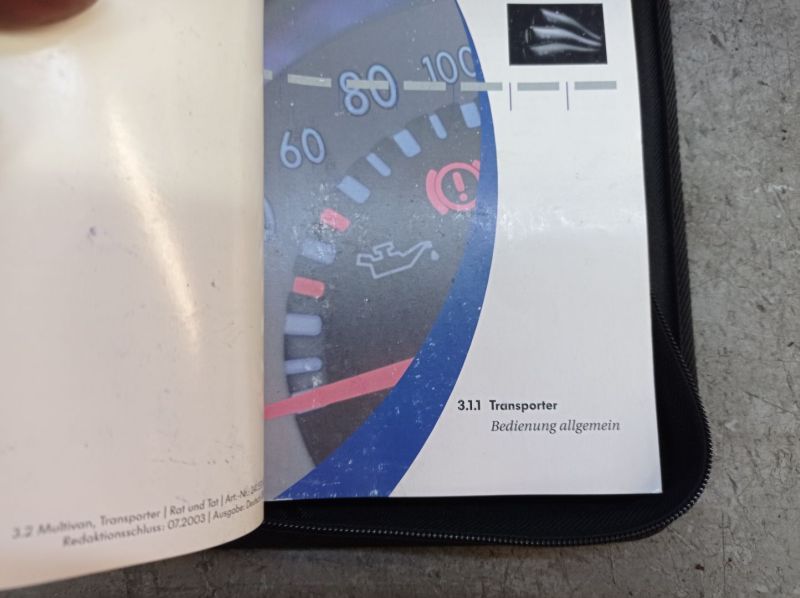 3.2 Multivan, Transporter | Rat und Tat | Art.-Nr.:
Redaktionsschluss: 07.2003 | Ausgabe:
100
80
60
3.1.1 Transporter
Bedienung allgemein